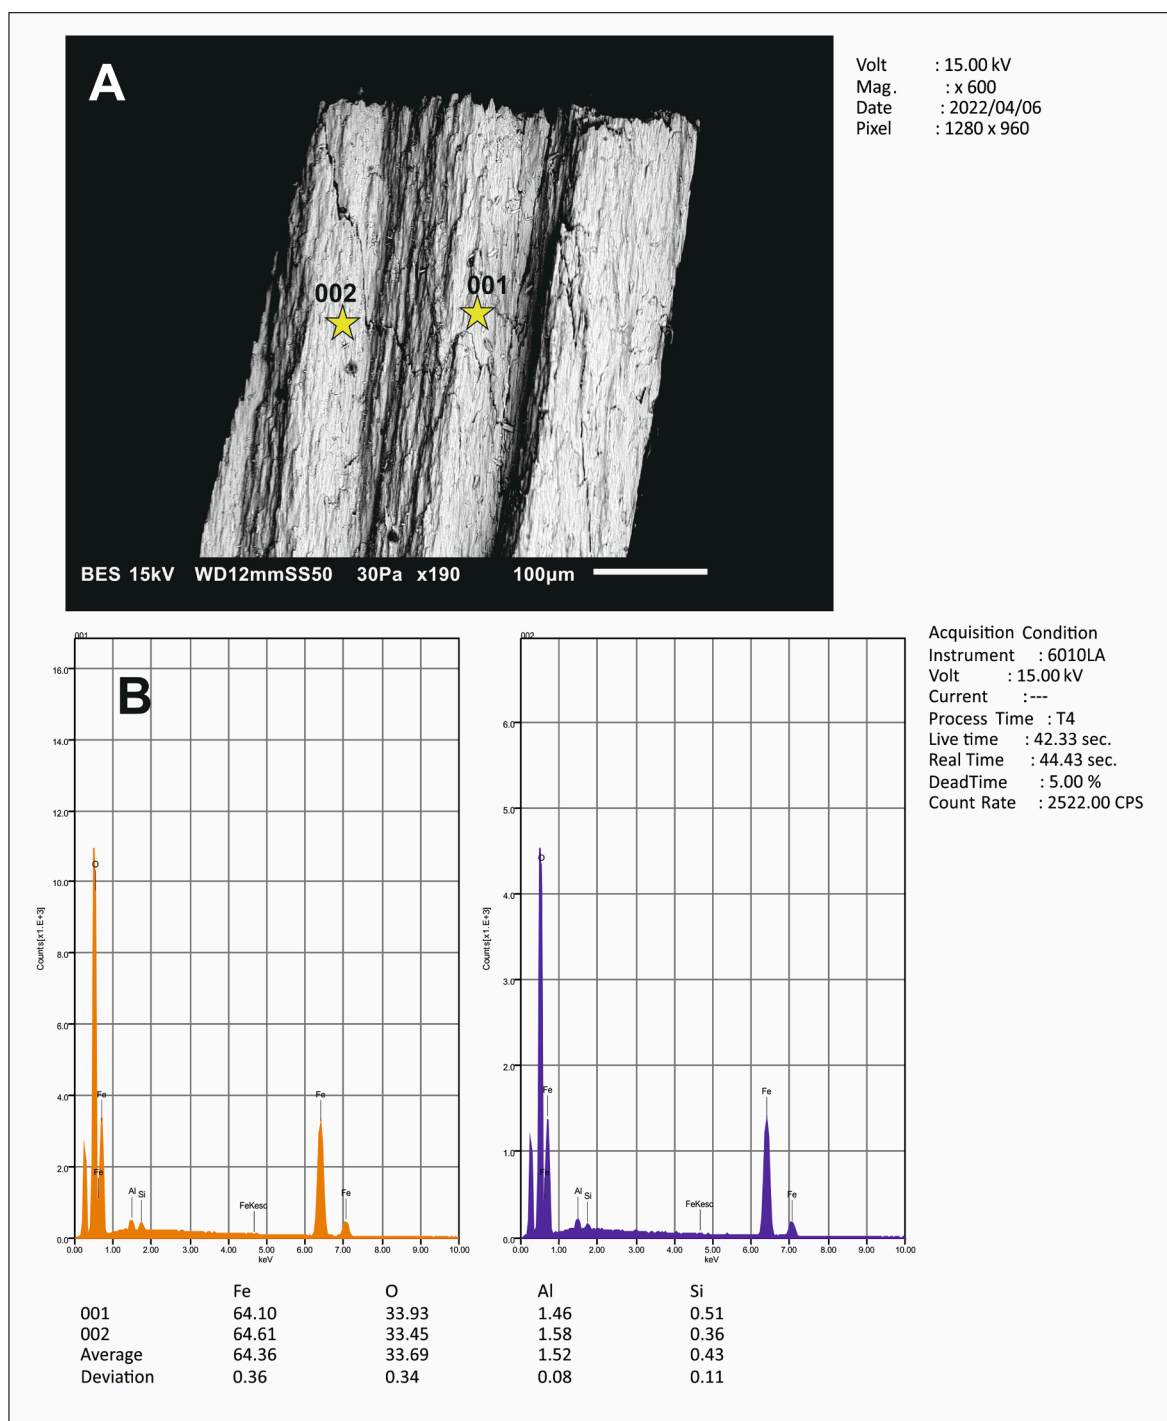 A
Volt : 15.00 kV
Mag. : x 600
Date : 2022/04/06
Pixel : 1280 x 960
002
001
BES 15kV WD12mmSS50 30Pa x190 100µm
001
B
16.0
14.0
12.0
10.0
8.0
6.0
4.0
2.0
0.0
Counts[x1.E+3]
O
Fe
Fe
Al
Si
FeKesc
Fe
Fe
0.00 1.00 2.00 3.00 4.00 5.00 6.00 7.00 8.00 9.00 10.00
keV
002
6.0
5.0
4.0
3.0
2.0
1.0
0.0
Counts[x1.E+3]
O
Fe
Fe
Al
Si
FeKesc
Fe
Fe
0.00 1.00 2.00 3.00 4.00 5.00 6.00 7.00 8.00 9.00 10.00
keV
Acquisition Condition
Instrument : 6010LA
Volt : 15.00 kV
Current :---
Process Time : T4
Live time : 42.33 sec.
Real Time : 44.43 sec.
DeadTime : 5.00 %
Count Rate : 2522.00 CPS
Fe O Al Si
001 64.10 33.93 1.46 0.51
002 64.61 33.45 1.58 0.36
Average 64.36 33.69 1.52 0.43
Deviation 0.36 0.34 0.08 0.11